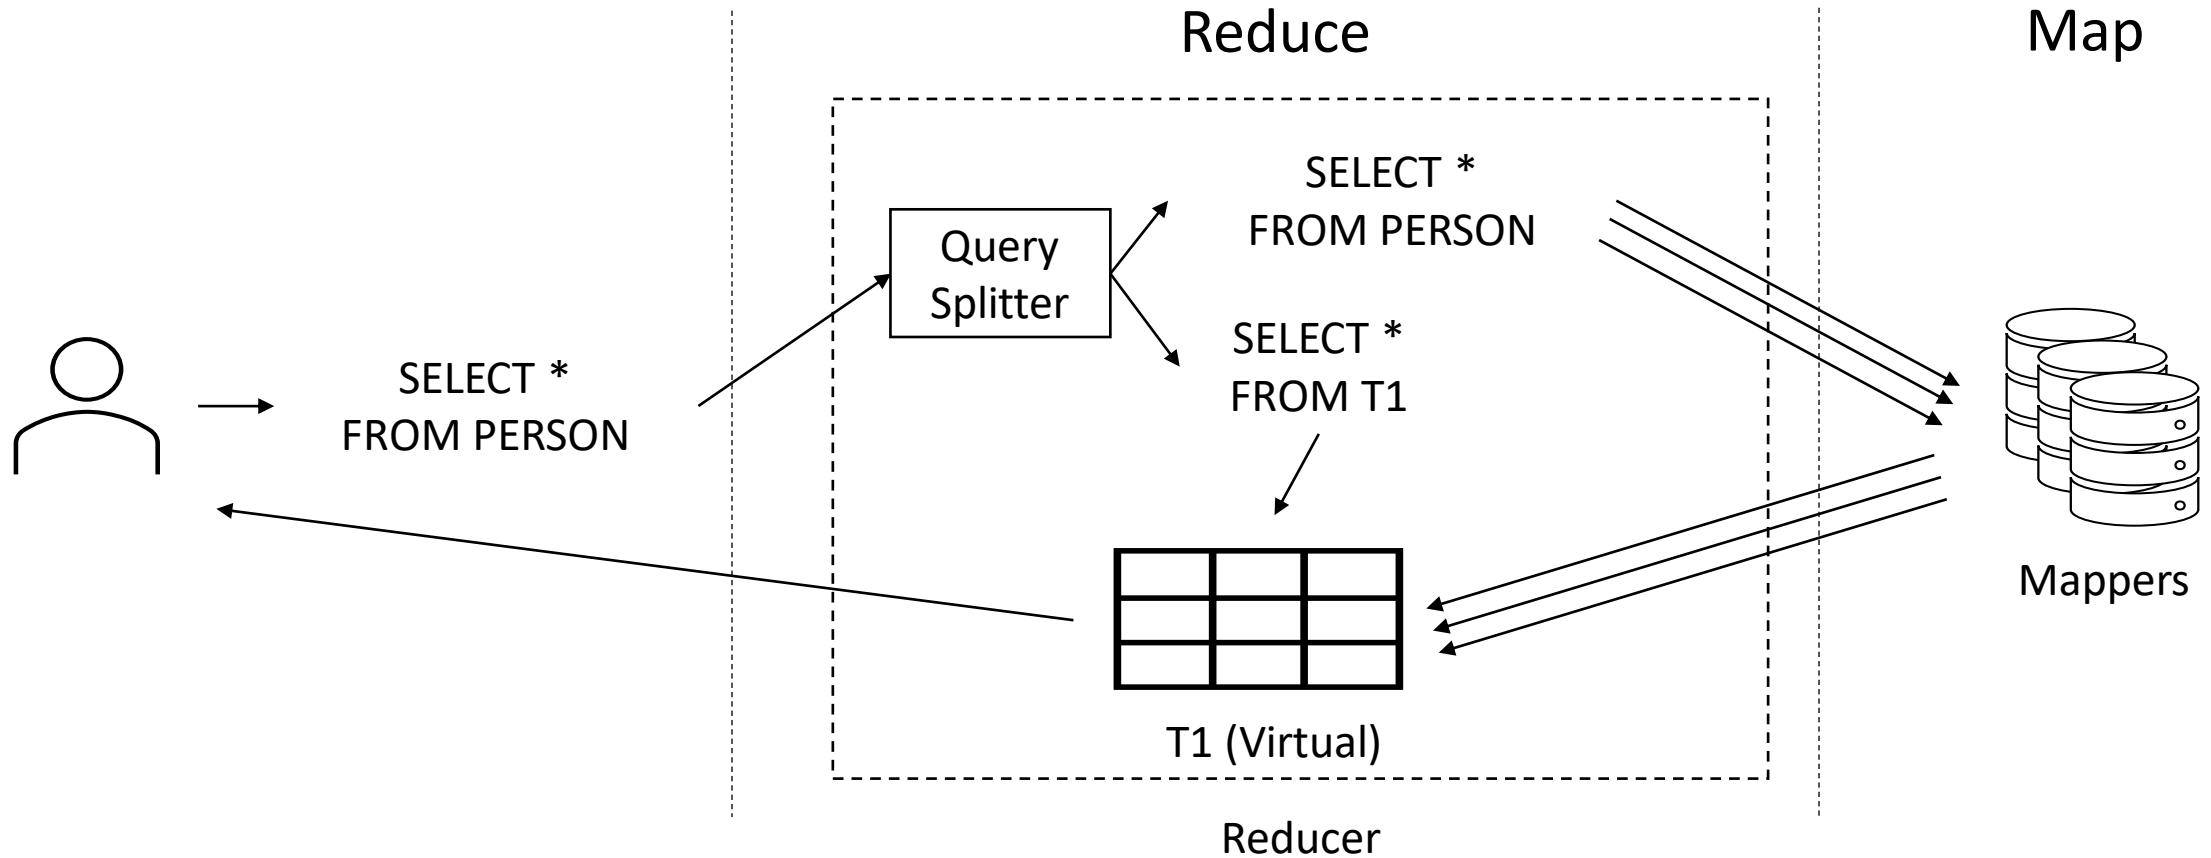 Reduce
Map
SELECT *
FROM PERSON
Query
Splitter
SELECT *
FROM T1
SELECT *
FROM PERSON
Mappers
T1 (Virtual)
Reducer